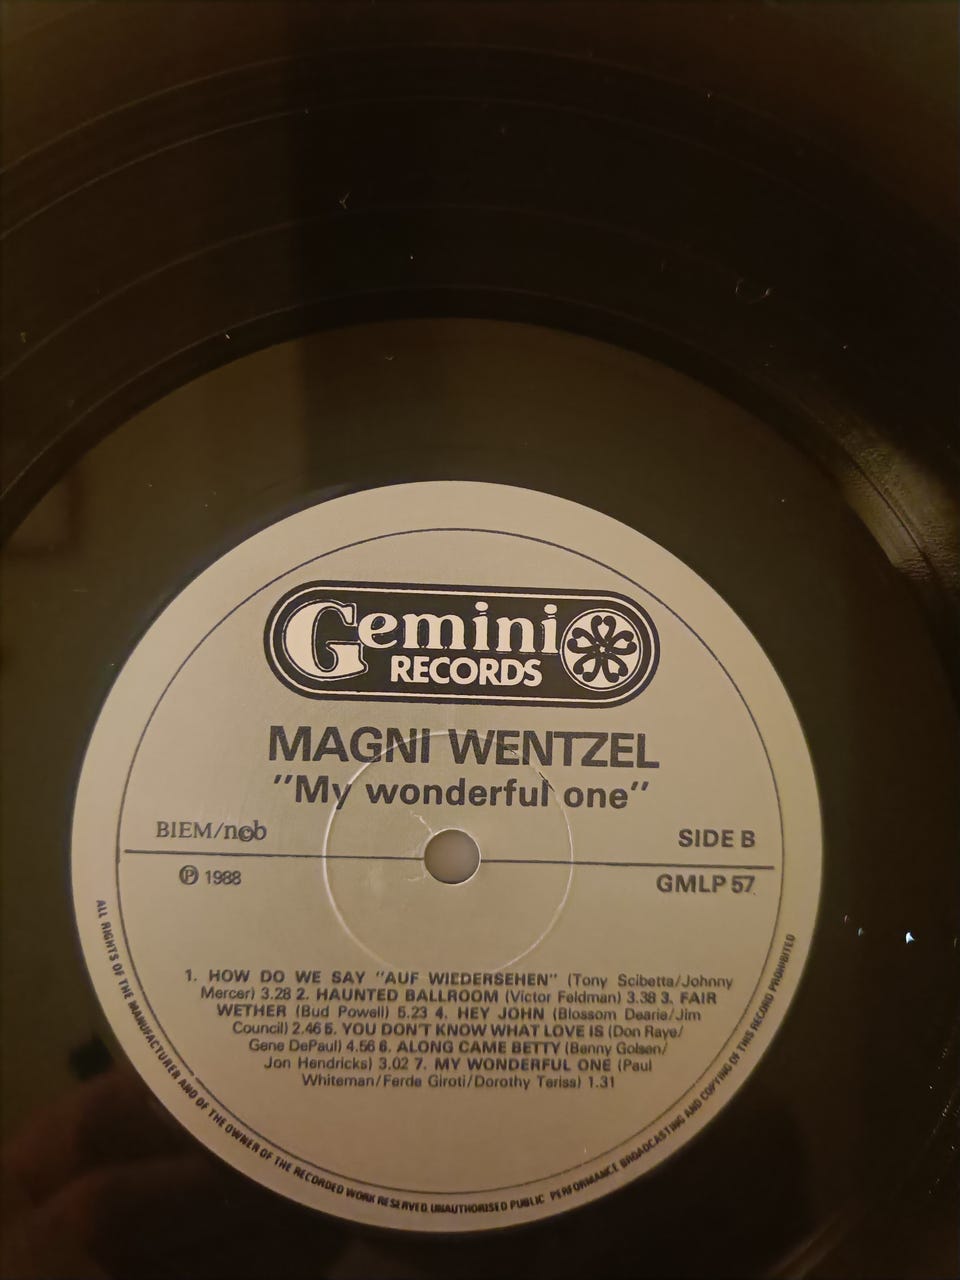 Gemini
RECORDS
MAGNI WENTZEL
"My wonderful one"
BIEM/ncb
SIDE B
Ⓟ 1988
GMLP 57
1. HOW DO WE SAY "AUF WIEDERSEHEN" (Tony Scibetta/Johnny
Mercer) 3.28 2. HAUNTED BALLROOM (Victor Feldman) 3.38 3. FAIR
WETHER (Bud Powell) 5.23 4. HEY JOHN (Blossom Dearie/Jim
Council) 2.46 5. YOU DON'T KNOW WHAT LOVE IS (Don Raye/
Gene DePaul) 4.56 6. ALONG CAME BETTY (Benny Golsen/
Jon Hendricks) 3.02 7. MY WONDERFUL ONE (Paul
Whiteman/Ferde Giroti/Dorothy Teriss) 1.31
ALL RIGHTS OF THE MANUFACTURER AND OF THE OWNER OF THE RECORDED WORK RESERVED. UNAUTHORISED PUBLIC PERFORMANCE BROADCASTING AND COPYING OF THIS RECORD PROHIBITED